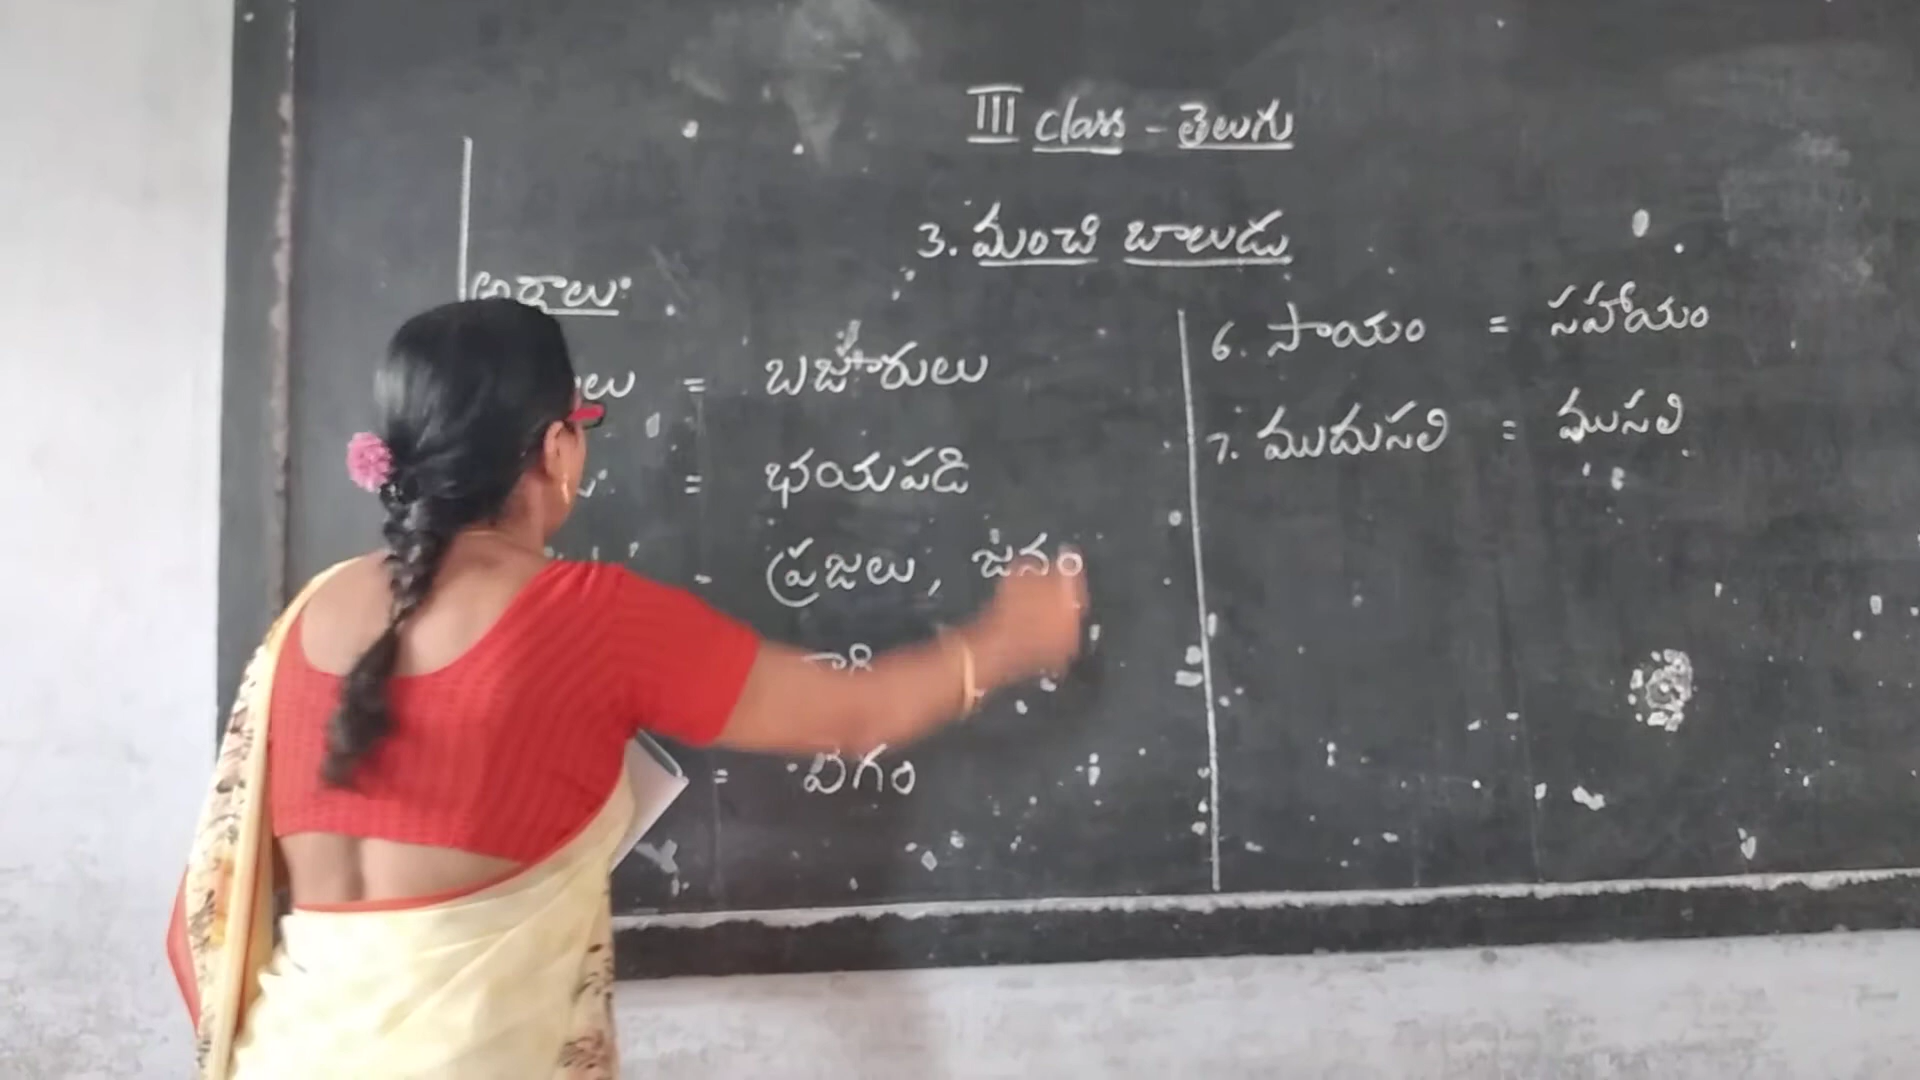 III class - తెలుగు
3. మంచి బాలుడు
అర్థాలు:
= బజారులు
= భయపడి
= ప్రజలు, జనం
=
6. సాయం = సహాయం
7. ముదుసలి = ముసలి